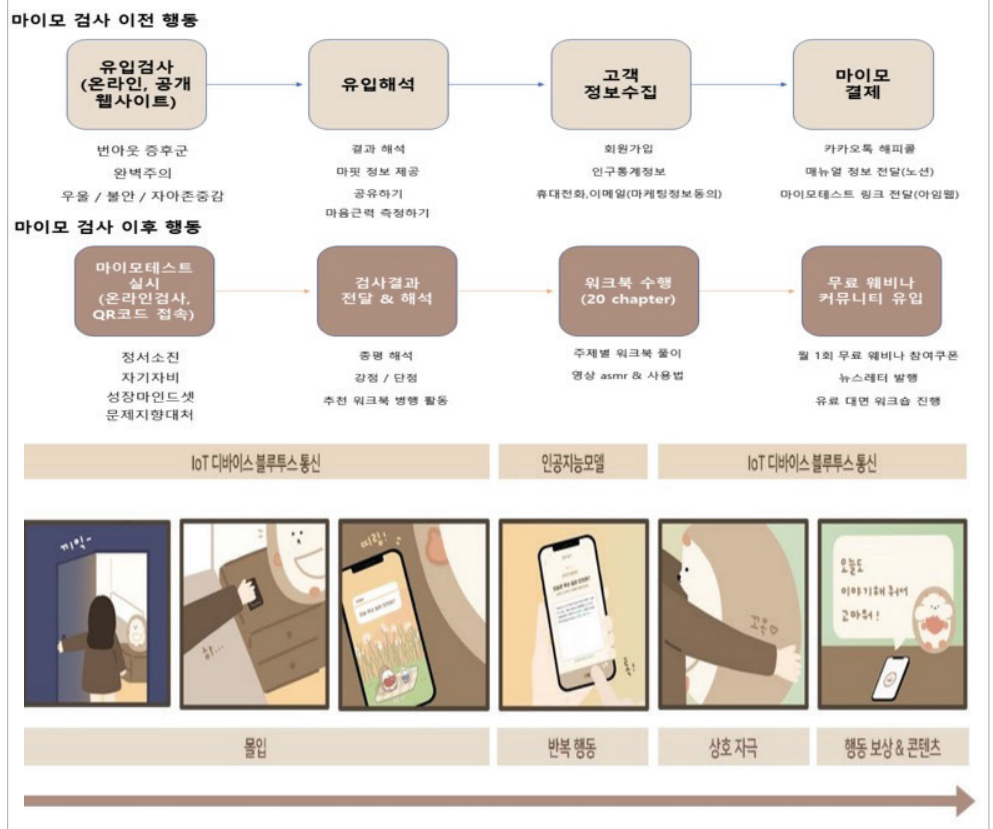 마이모 검사 이전 행동
유입검사
(온라인, 공개
웹사이트)
유입해석
고객
정보수집
마이모
결제
번아웃 증후군
완벽주의
우울 / 불안 / 자아존중감
결과 해석
마핏 정보 제공
공유하기
마음근력 측정하기
회원가입
인구통계정보
휴대전화,이메일(마케팅정보동의)
카카오톡 해피콜
매뉴얼 정보 전달(노션)
마이모테스트 링크 전달(아임웹)
마이모 검사 이후 행동
마이모테스트
실시
(온라인검사,
QR코드 접속)
검사결과
전달 & 해석
워크북 수행
(20 chapter)
무료 웨비나
커뮤니티 유입
정서소진
자기자비
성장마인드셋
문제지향대처
총평 해석
강점 / 단점
추천 워크북 병행 활동
주제별 워크북 풀이
영상 asmr & 사용법
월 1회 무료 웨비나 참여쿠폰
뉴스레터 발행
유료 대면 워크숍 진행
IoT 디바이스 블루투스 통신
인공지능모델
IoT 디바이스 블루투스 통신
끼익~
띠링!
오늘도
이야기해 줘서
고마워!
몰입
반복 행동
상호 자극
행동 보상 & 콘텐츠